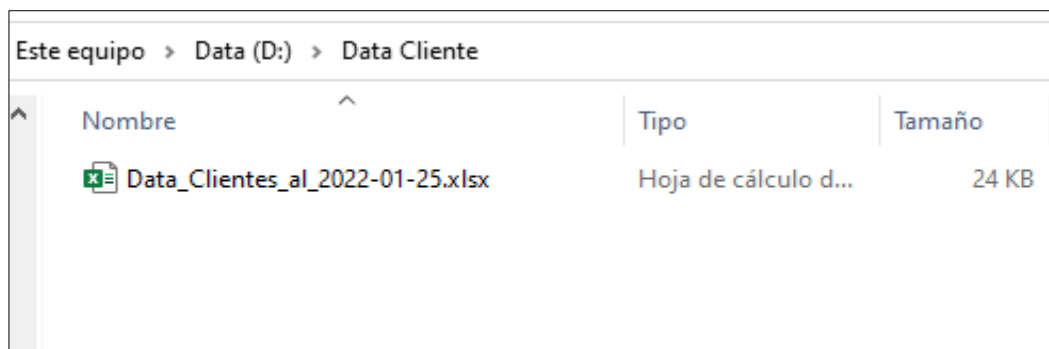 Este equipo > Data (D:) > Data Cliente
Nombre Tipo Tamaño
Data_Clientes_al_2022-01-25.xlsx Hoja de cálculo d... 24 KB